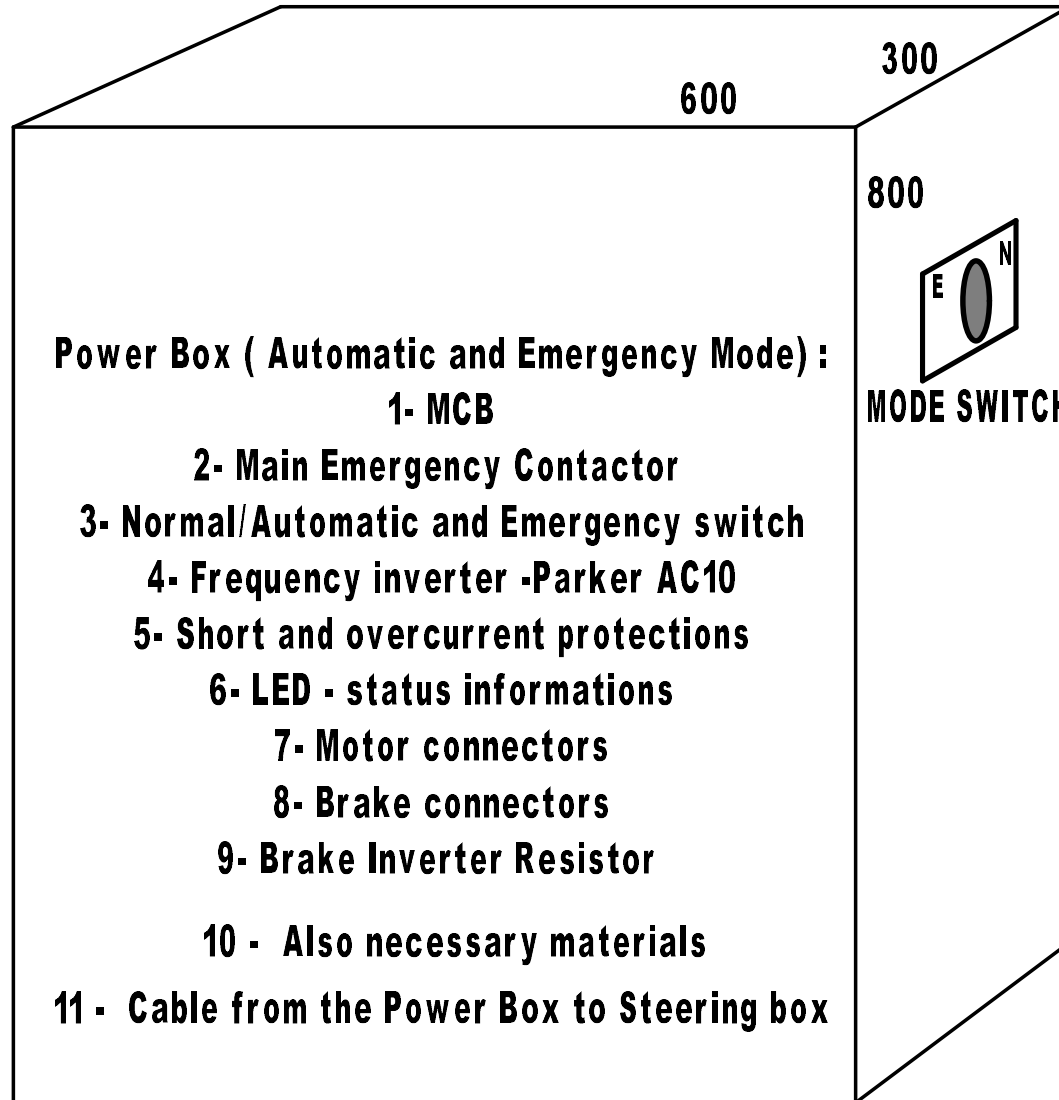 300
600
800
E N
MODE SWITCH
Power Box ( Automatic and Emergency Mode) :
1- MCB
2- Main Emergency Contactor
3- Normal/Automatic and Emergency switch
4- Frequency inverter -Parker AC10
5- Short and overcurrent protections
6- LED - status informations
7- Motor connectors
8- Brake connectors
9- Brake Inverter Resistor
10 - Also necessary materials
11 - Cable from the Power Box to Steering box